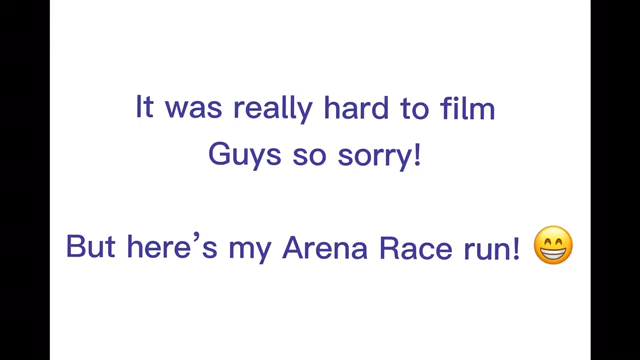 It was really hard to film
Guys so sorry!
But here’s my Arena Race run! 😁